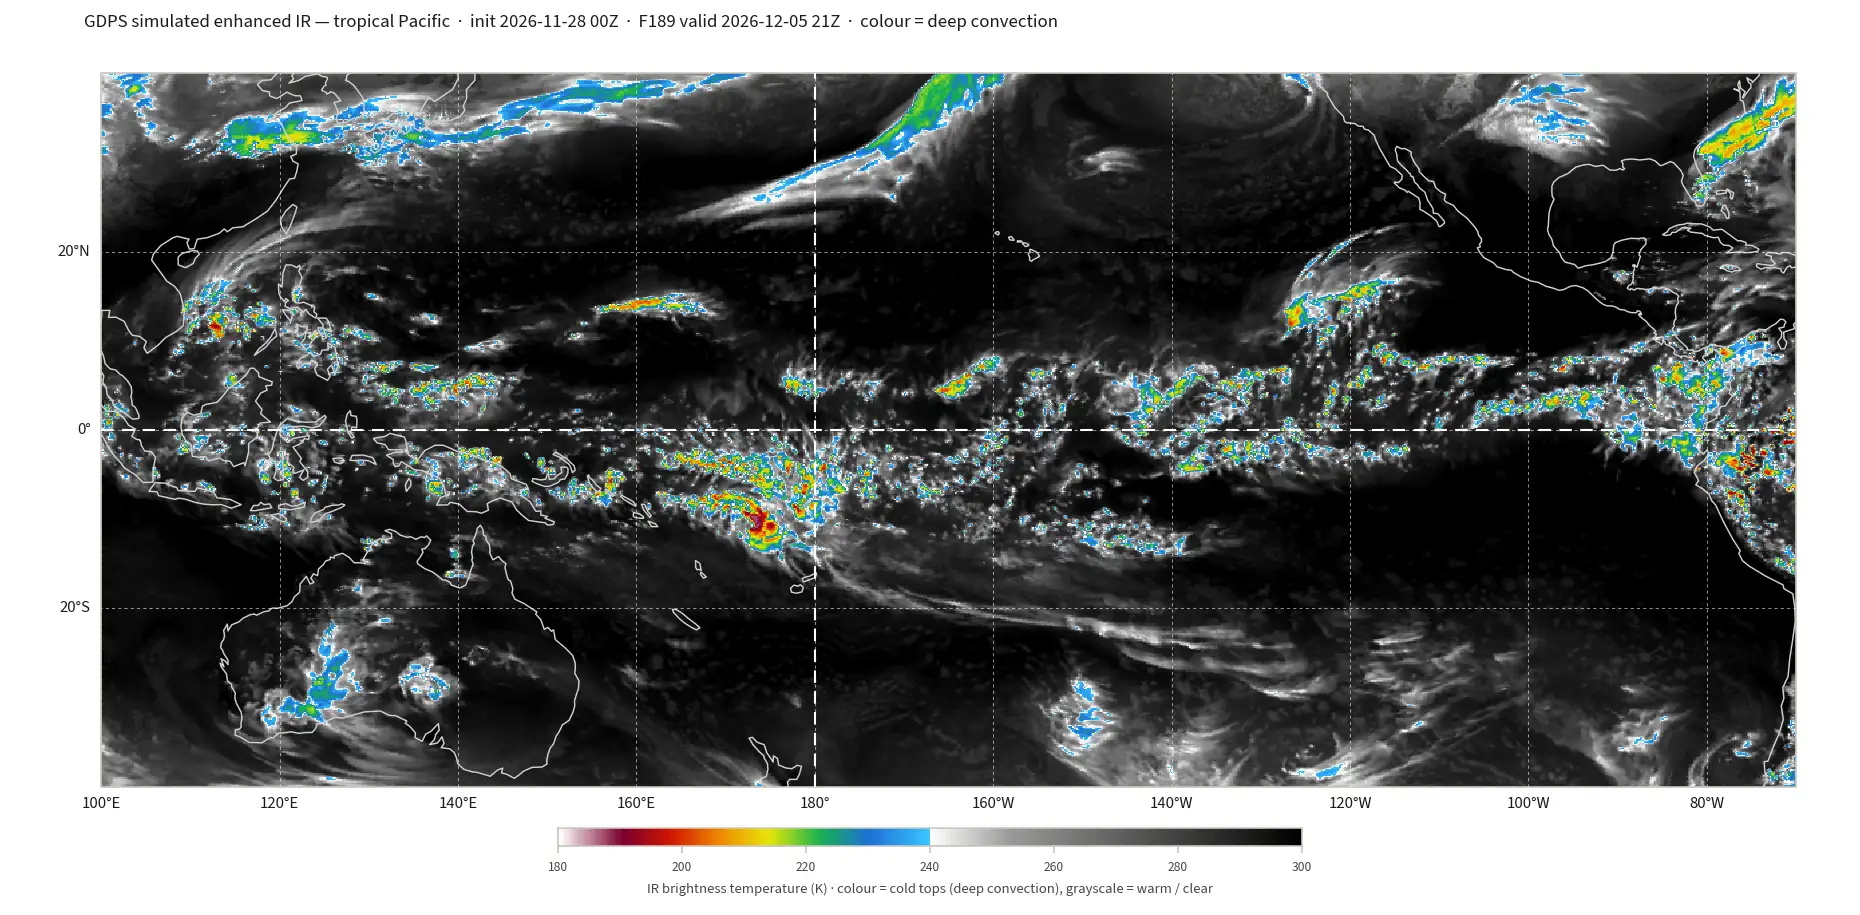 GDPS simulated enhanced IR — tropical Pacific · init 2026-11-28 00Z · F189 valid 2026-12-05 21Z · colour = deep convection
20°N
0°
20°S
100°E 120°E 140°E 160°E 180° 160°W 140°W 120°W 100°W 80°W
180 200 220 240 260 280 300
IR brightness temperature (K) · colour = cold tops (deep convection), grayscale = warm / clear